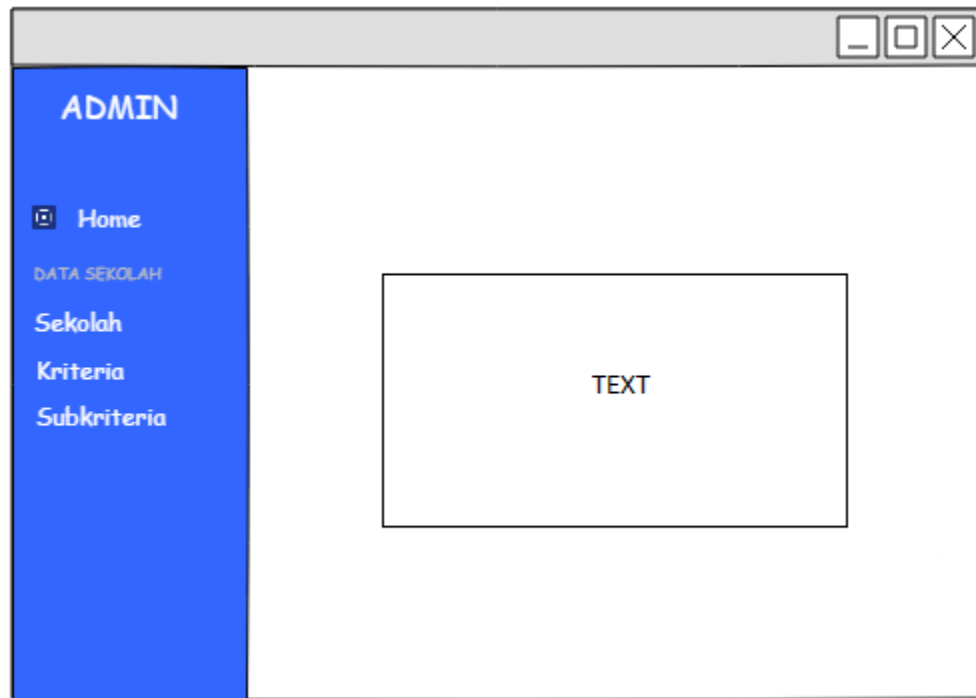 ADMIN
Home
DATA SEKOLAH
Sekolah
Kriteria
Subkriteria
TEXT